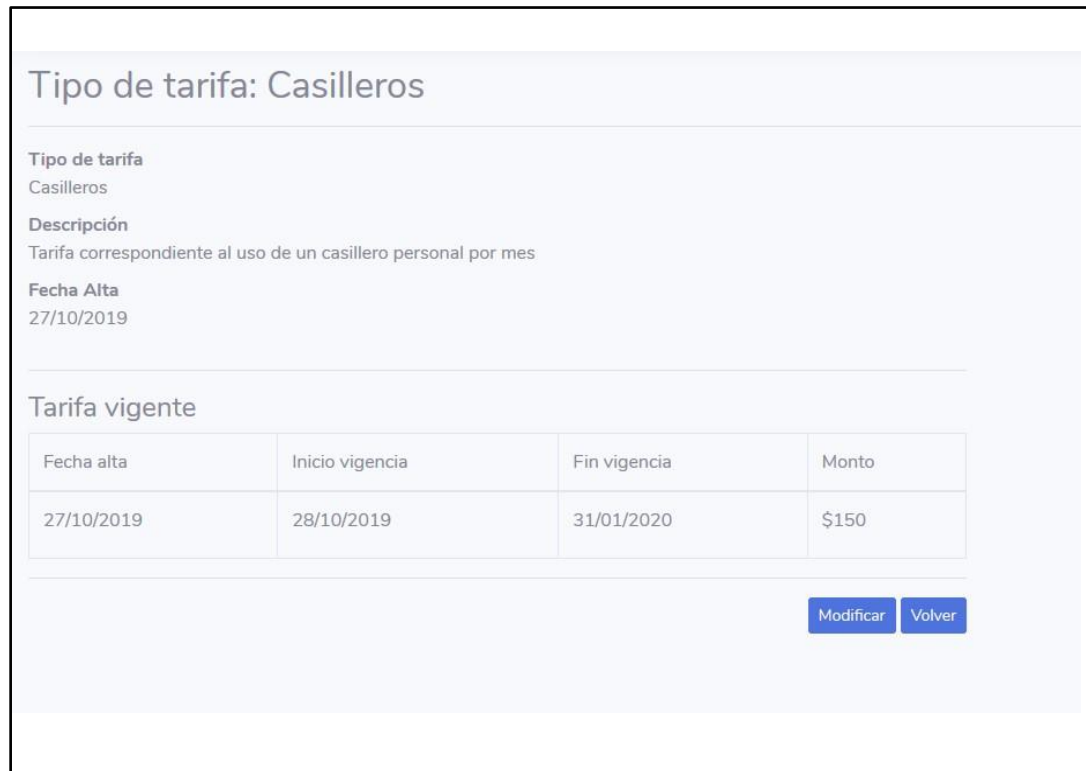 Tipo de tarifa: Casilleros
Tipo de tarifa
Casilleros
Descripción
Tarifa correspondiente al uso de un casillero personal por mes
Fecha Alta
27/10/2019
Tarifa vigente
Fecha alta Inicio vigencia Fin vigencia Monto
27/10/2019 28/10/2019 31/01/2020 $150
Modificar Volver